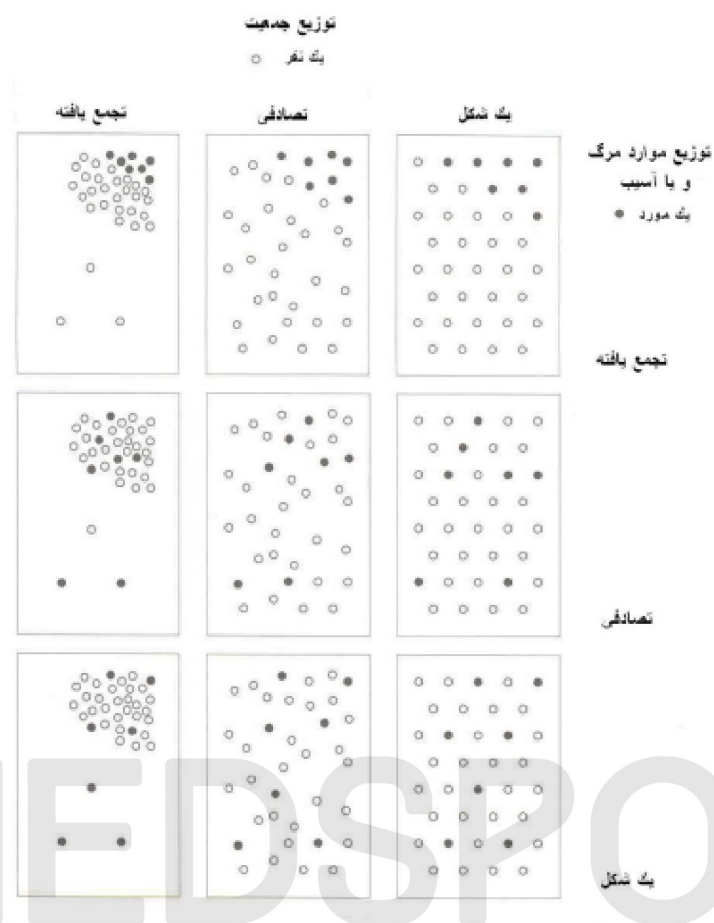 توزیع جمعیت
یک نفر
یک شکل
تصادفی
تجمع یافته
توزیع موارد مرگ
و یا آسیب
یک مورد
تجمع یافته
تصادفی
یک شکل
MEDSPO